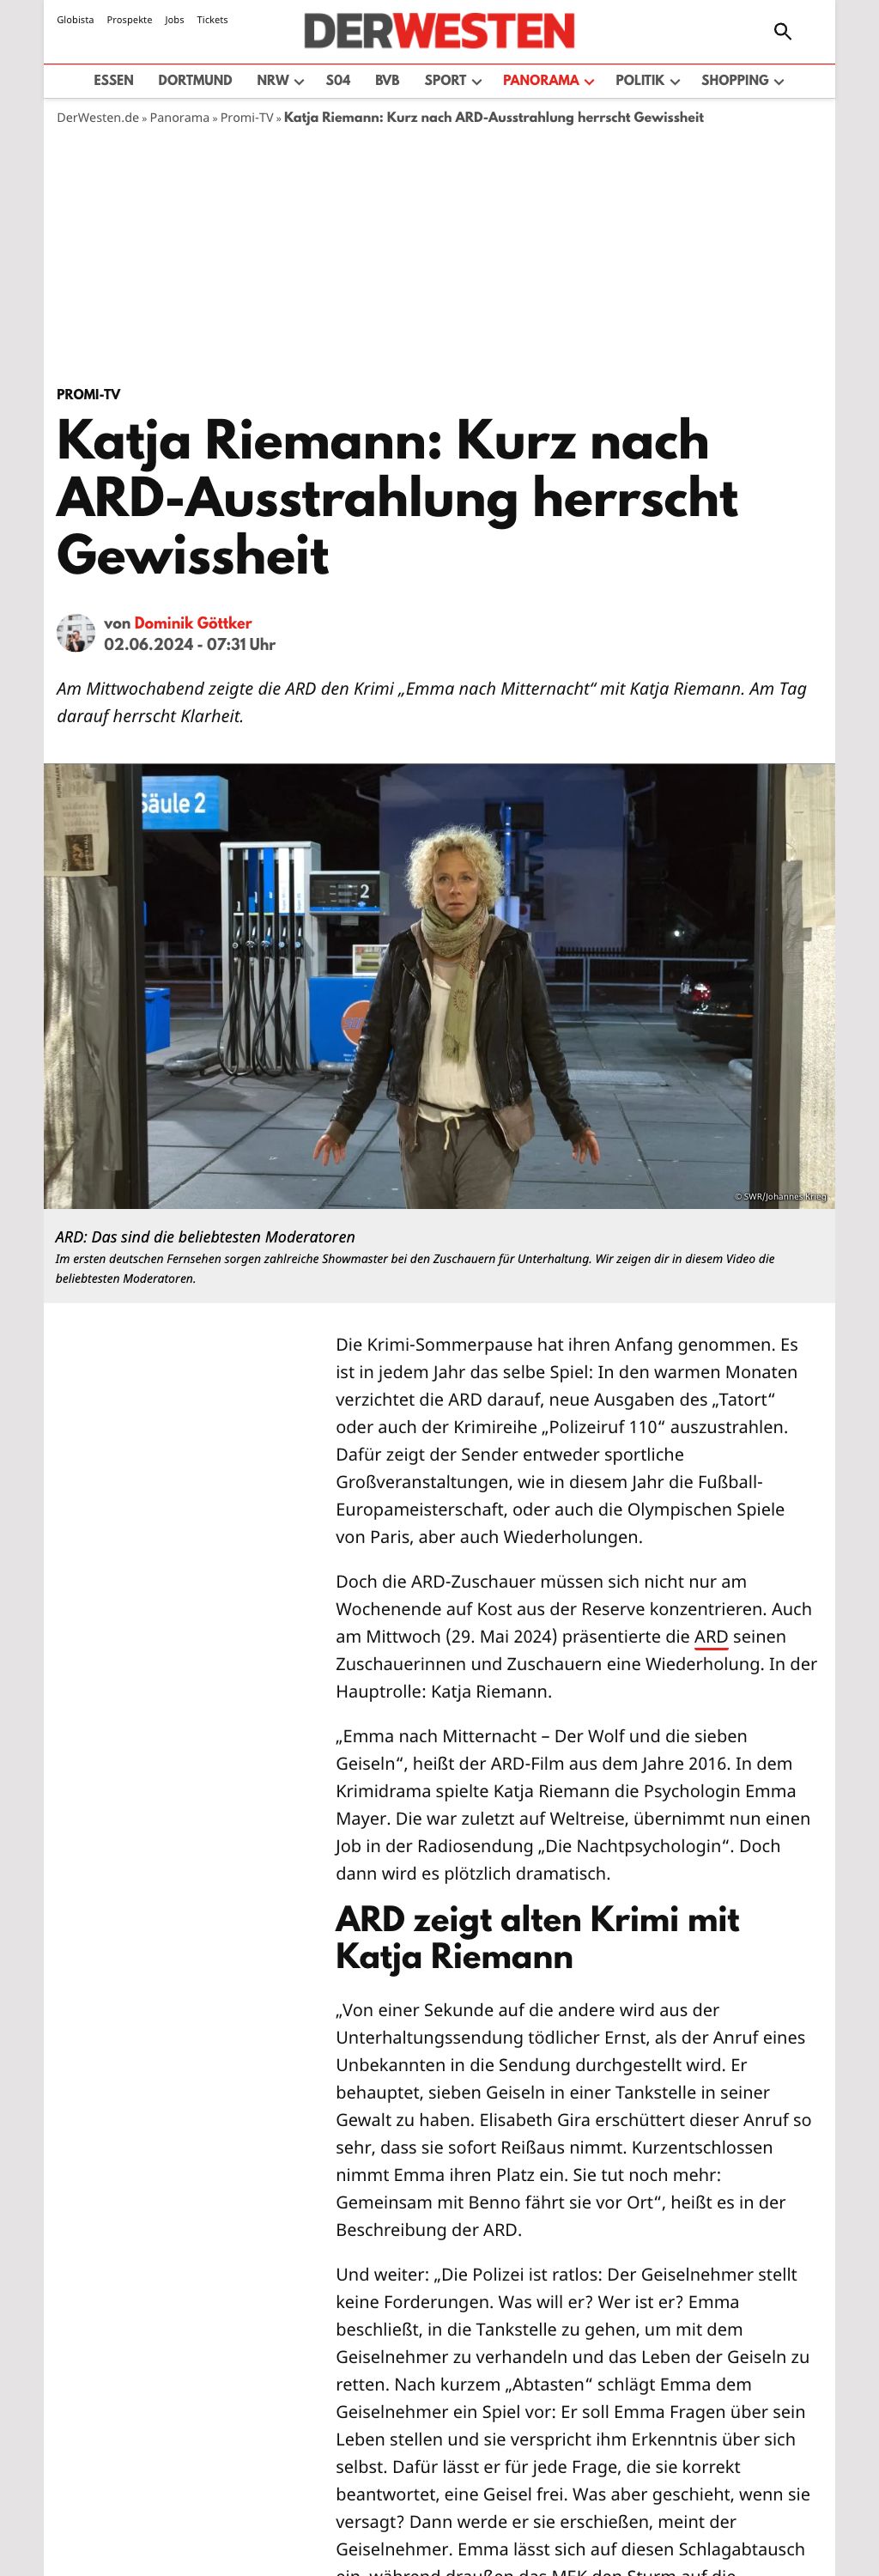 Globista Prospekte Jobs Tickets
DERWESTEN
ESSEN DORTMUND NRW S04 BVB SPORT PANORAMA POLITIK SHOPPING
DerWesten.de » Panorama » Promi-TV » Katja Riemann: Kurz nach ARD-Ausstrahlung herrscht Gewissheit
PROMI-TV
Katja Riemann: Kurz nach
ARD-Ausstrahlung herrscht
Gewissheit
von Dominik Göttker
02.06.2024 - 07:31 Uhr
Am Mittwochabend zeigte die ARD den Krimi „Emma nach Mitternacht“ mit Katja Riemann. Am Tag
darauf herrscht Klarheit.
Säule 2
2
© SWR/Johannes Krieg
ARD: Das sind die beliebtesten Moderatoren
Im ersten deutschen Fernsehen sorgen zahlreiche Showmaster bei den Zuschauern für Unterhaltung. Wir zeigen dir in diesem Video die
beliebtesten Moderatoren.
Die Krimi-Sommerpause hat ihren Anfang genommen. Es
ist in jedem Jahr das selbe Spiel: In den warmen Monaten
verzichtet die ARD darauf, neue Ausgaben des „Tatort“
oder auch der Krimireihe „Polizeiruf 110“ auszustrahlen.
Dafür zeigt der Sender entweder sportliche
Großveranstaltungen, wie in diesem Jahr die Fußball-
Europameisterschaft, oder auch die Olympischen Spiele
von Paris, aber auch Wiederholungen.
Doch die ARD-Zuschauer müssen sich nicht nur am
Wochenende auf Kost aus der Reserve konzentrieren. Auch
am Mittwoch (29. Mai 2024) präsentierte die ARD seinen
Zuschauerinnen und Zuschauern eine Wiederholung. In der
Hauptrolle: Katja Riemann.
„Emma nach Mitternacht – Der Wolf und die sieben
Geiseln“, heißt der ARD-Film aus dem Jahre 2016. In dem
Krimidrama spielte Katja Riemann die Psychologin Emma
Mayer. Die war zuletzt auf Weltreise, übernimmt nun einen
Job in der Radiosendung „Die Nachtpsychologin“. Doch
dann wird es plötzlich dramatisch.
ARD zeigt alten Krimi mit
Katja Riemann
„Von einer Sekunde auf die andere wird aus der
Unterhaltungssendung tödlicher Ernst, als der Anruf eines
Unbekannten in die Sendung durchgestellt wird. Er
behauptet, sieben Geiseln in einer Tankstelle in seiner
Gewalt zu haben. Elisabeth Gira erschüttert dieser Anruf so
sehr, dass sie sofort Reißaus nimmt. Kurzentschlossen
nimmt Emma ihren Platz ein. Sie tut noch mehr:
Gemeinsam mit Benno fährt sie vor Ort“, heißt es in der
Beschreibung der ARD.
Und weiter: „Die Polizei ist ratlos: Der Geiselnehmer stellt
keine Forderungen. Was will er? Wer ist er? Emma
beschließt, in die Tankstelle zu gehen, um mit dem
Geiselnehmer zu verhandeln und das Leben der Geiseln zu
retten. Nach kurzem „Abtasten“ schlägt Emma dem
Geiselnehmer ein Spiel vor: Er soll Emma Fragen über sein
Leben stellen und sie verspricht ihm Erkenntnis über sich
selbst. Dafür lässt er für jede Frage, die sie korrekt
beantwortet, eine Geisel frei. Was aber geschieht, wenn sie
versagt? Dann werde er sie erschießen, meint der
Geiselnehmer. Emma lässt sich auf diesen Schlagabtausch
ein, während draußen das MEK den Sturm auf die